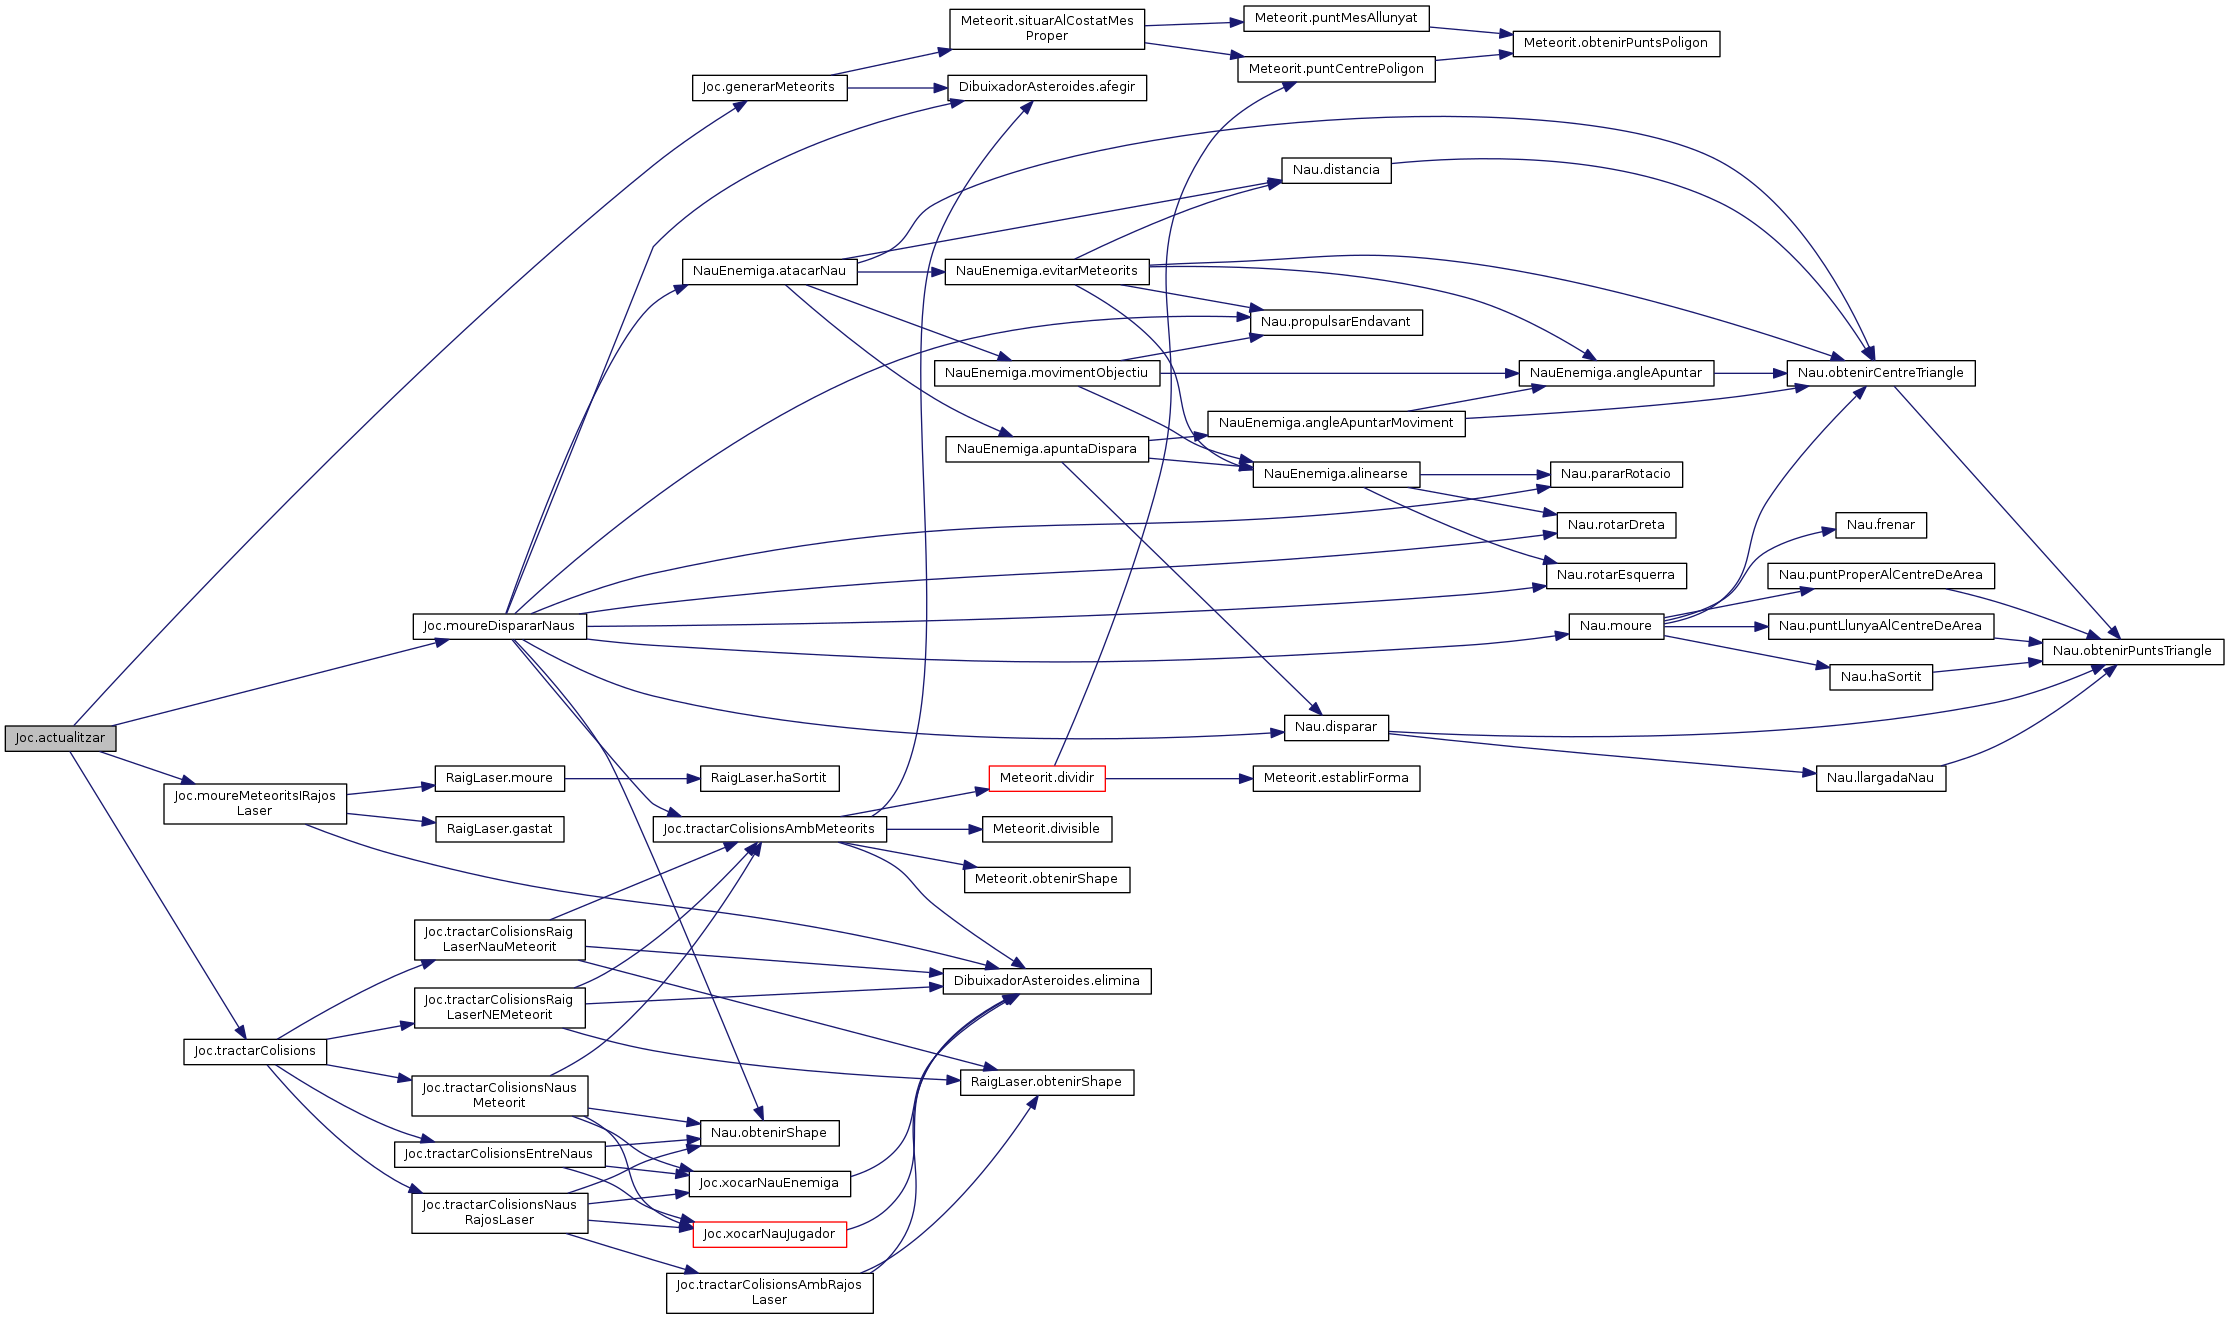 Meteorit.situarAlCostatMes
Proper
Meteorit.puntMesAllunyat
Meteorit.obtenirPuntsPoligon
Meteorit.puntCentrePoligon
Joc.generarMeteorits
DibuixadorAsteroides.afegir
Nau.distancia
NauEnemiga.atacarNau
NauEnemiga.evitarMeteorits
Nau.propulsarEndavant
NauEnemiga.movimentObjectiu
NauEnemiga.angleApuntar
Nau.obtenirCentreTriangle
NauEnemiga.angleApuntarMoviment
NauEnemiga.apuntaDispara
NauEnemiga.alinearse
Nau.pararRotacio
Nau.rotarDreta
Nau.frenar
Nau.rotarEsquerra
Nau.puntProperAlCentreDeArea
Joc.moureDispararNaus
Nau.moure
Nau.puntLlunyaAlCentreDeArea
Nau.obtenirPuntsTriangle
Nau.haSortit
Nau.disparar
Joc.actualitzar
RaigLaser.moure
RaigLaser.haSortit
Meteorit.dividir
Meteorit.establirForma
Nau.llargadaNau
Joc.moureMeteoritsIRajos
Laser
RaigLaser.gastat
Joc.tractarColisionsAmbMeteorits
Meteorit.divisible
Meteorit.obtenirShape
Joc.tractarColisionsRaig
LaserNauMeteorit
DibuixadorAsteroides.elimina
Joc.tractarColisionsRaig
LaserNEMeteorit
Joc.tractarColisions
RaigLaser.obtenirShape
Joc.tractarColisionsNaus
Meteorit
Nau.obtenirShape
Joc.tractarColisionsEntreNaus
Joc.xocarNauEnemiga
Joc.tractarColisionsNaus
RajosLaser
Joc.xocarNauJugador
Joc.tractarColisionsAmbRajos
Laser